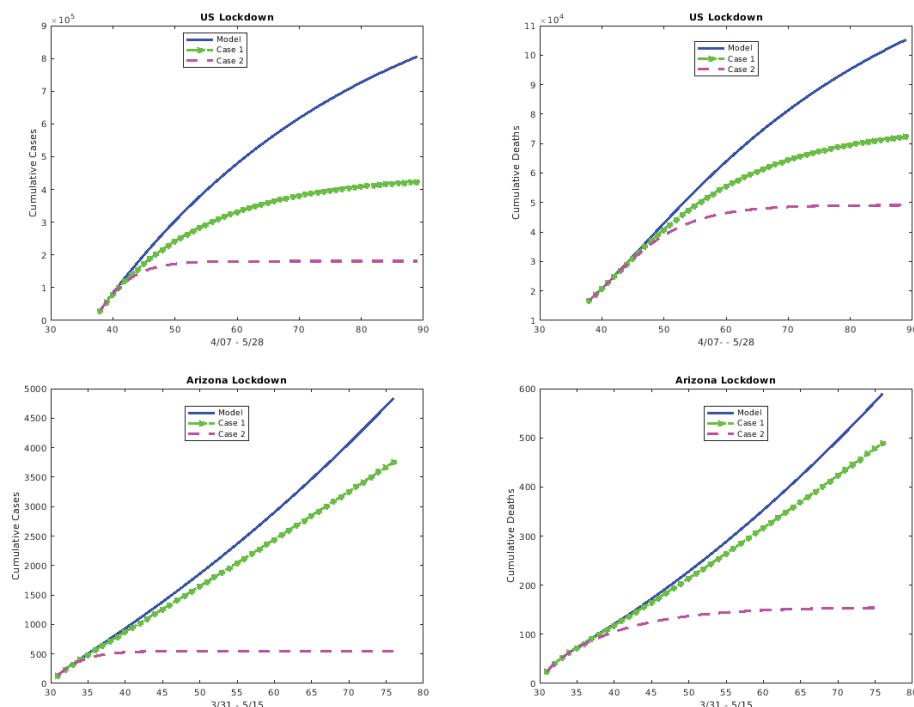 US Lockdown
×10⁵
9
8
7
6
5
4
3
2
1
0
Cumulative Cases
Model
Case 1
Case 2
30 40 50 60 70 80 90
4/07 - 5/28
US Lockdown
×10⁴
11
10
9
8
7
6
5
4
3
2
1
Cumulative Deaths
Model
Case 1
Case 2
30 40 50 60 70 80 90
4/07- - 5/28
Arizona Lockdown
5000
4500
4000
3500
3000
2500
2000
1500
1000
500
0
Cumulative Cases
Model
Case 1
Case 2
30 35 40 45 50 55 60 65 70 75 80
3/31 - 5/15
Arizona Lockdown
600
500
400
300
200
100
0
Cumulative Deaths
Model
Case 1
Case 2
30 35 40 45 50 55 60 65 70 75 80
3/31 - 5/15